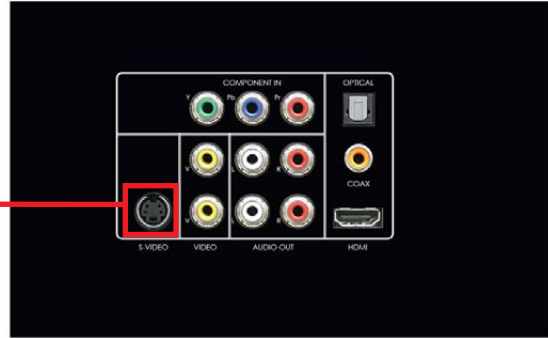 COMPONENT IN
OPTICAL
Y Pb Pr
V L R
COAX
V R
S-VIDEO VIDEO AUDIO OUT HDMI